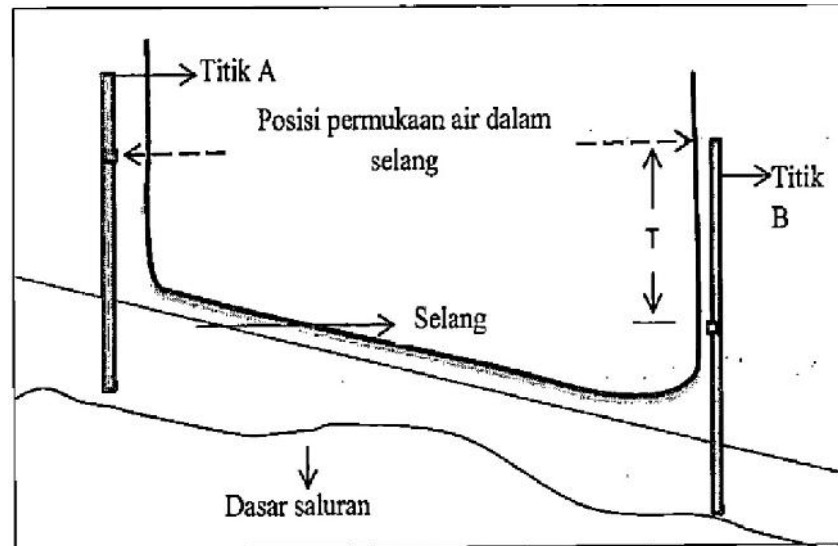 Titik A
Posisi permukaan air dalam
selang
Titik
B
T
Selang
Dasar saluran